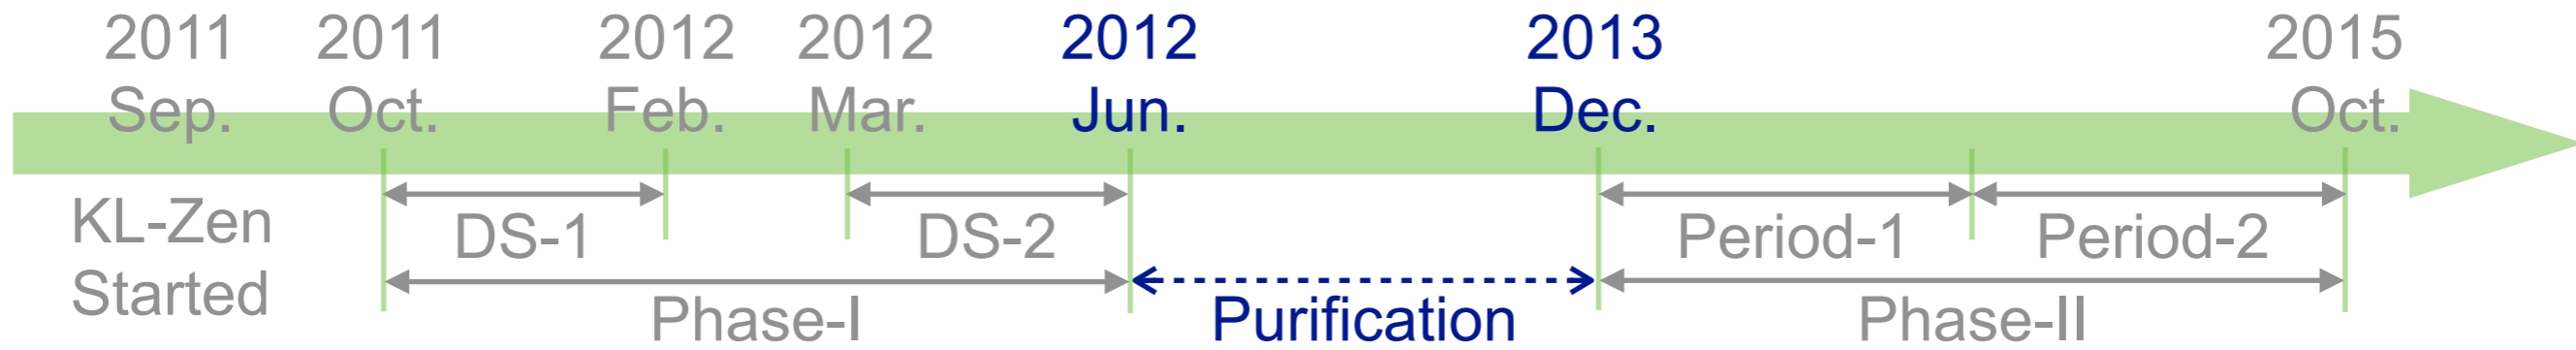 2011 2011 2012 2012 2012 2013 2015
Sep. Oct. Feb. Mar. Jun. Dec. Oct.
KL-Zen DS-1 DS-2 Period-1 Period-2
Started Phase-I Purification Phase-II